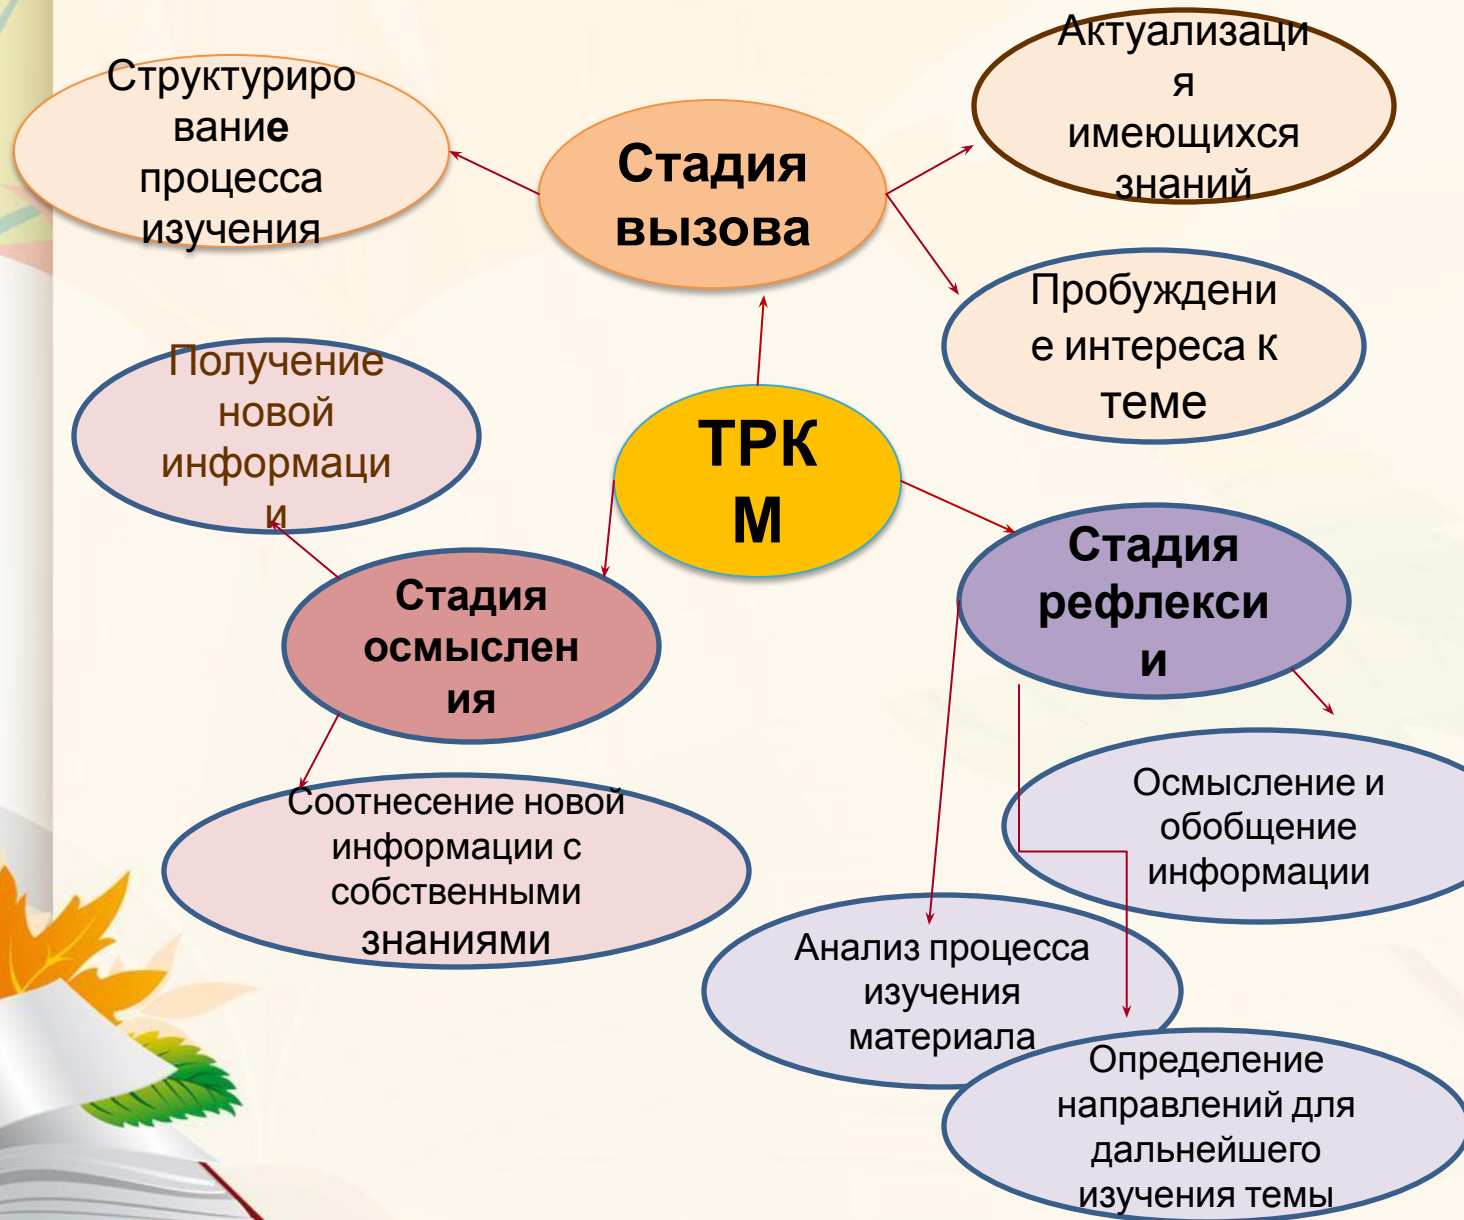 Структуриро
вание
процесса
изучения
Стадия
вызова
Актуализаци
я
имеющихся
знаний
Пробуждени
е интереса к
теме
Получение
новой
информаци
и
ТРК
М
Стадия
осмыслен
ия
Стадия
рефлекси
и
Соотнесение новой
информации с
собственными
знаниями
Осмысление и
обобщение
информации
Анализ процесса
изучения
материала
Определение
направлений для
дальнейшего
изучения темы